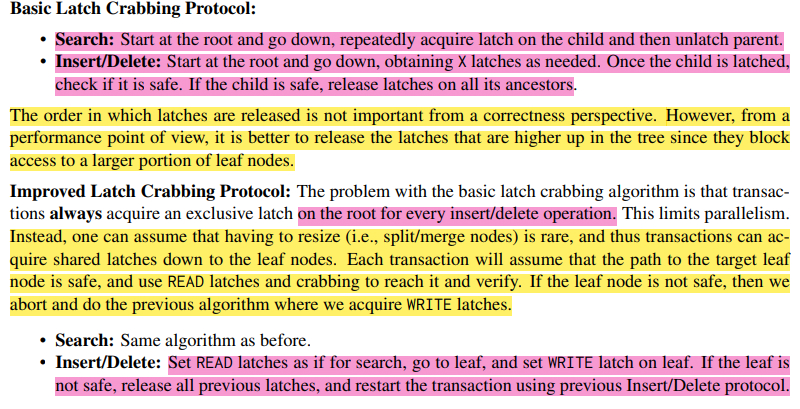 Basic Latch Crabbing Protocol:
• Search: Start at the root and go down, repeatedly acquire latch on the child and then unlatch parent.
• Insert/Delete: Start at the root and go down, obtaining X latches as needed. Once the child is latched,
check if it is safe. If the child is safe, release latches on all its ancestors.
The order in which latches are released is not important from a correctness perspective. However, from a
performance point of view, it is better to release the latches that are higher up in the tree since they block
access to a larger portion of leaf nodes.
Improved Latch Crabbing Protocol: The problem with the basic latch crabbing algorithm is that transac-
tions always acquire an exclusive latch on the root for every insert/delete operation. This limits parallelism.
Instead, one can assume that having to resize (i.e., split/merge nodes) is rare, and thus transactions can ac-
quire shared latches down to the leaf nodes. Each transaction will assume that the path to the target leaf
node is safe, and use READ latches and crabbing to reach it and verify. If the leaf node is not safe, then we
abort and do the previous algorithm where we acquire WRITE latches.
• Search: Same algorithm as before.
• Insert/Delete: Set READ latches as if for search, go to leaf, and set WRITE latch on leaf. If the leaf is
not safe, release all previous latches, and restart the transaction using previous Insert/Delete protocol.